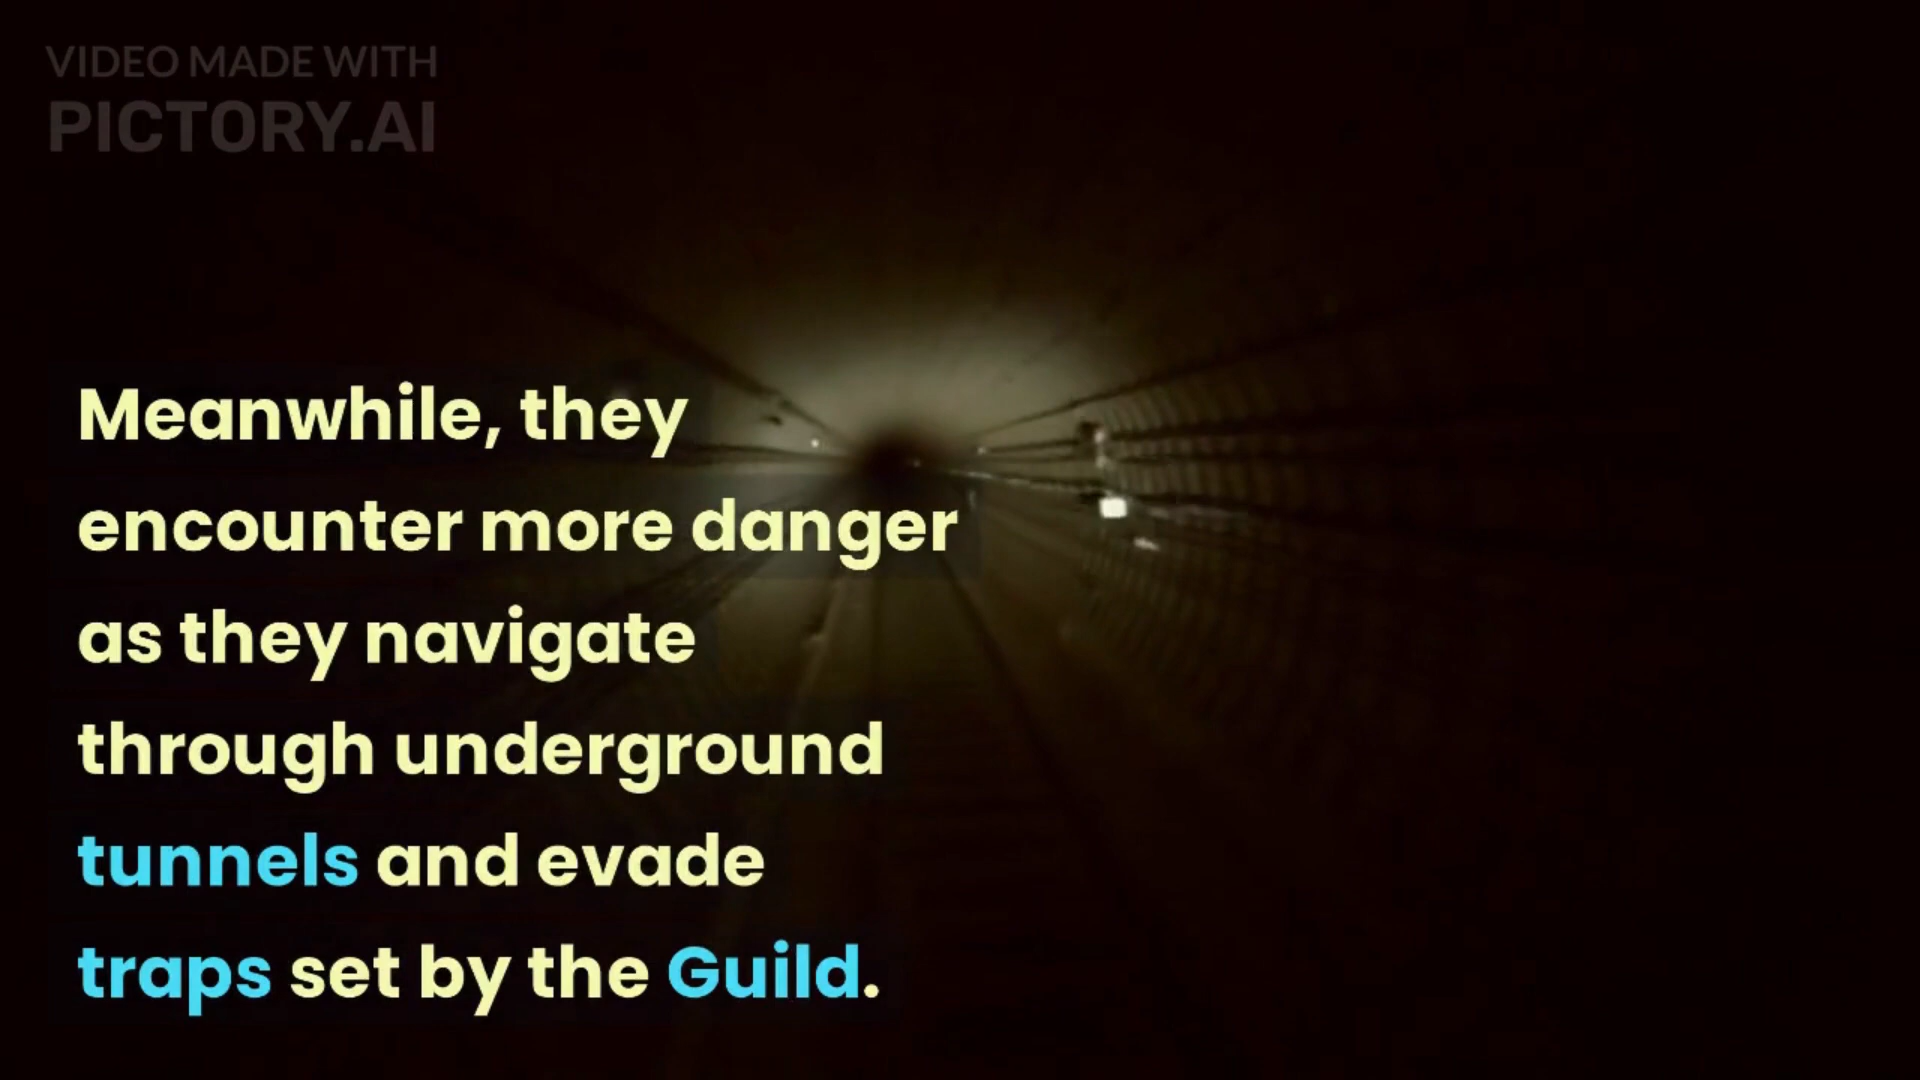 VIDEO MADE WITH
PICTORY.AI
Meanwhile, they
encounter more danger
as they navigate
through underground
tunnels and evade
traps set by the Guild.